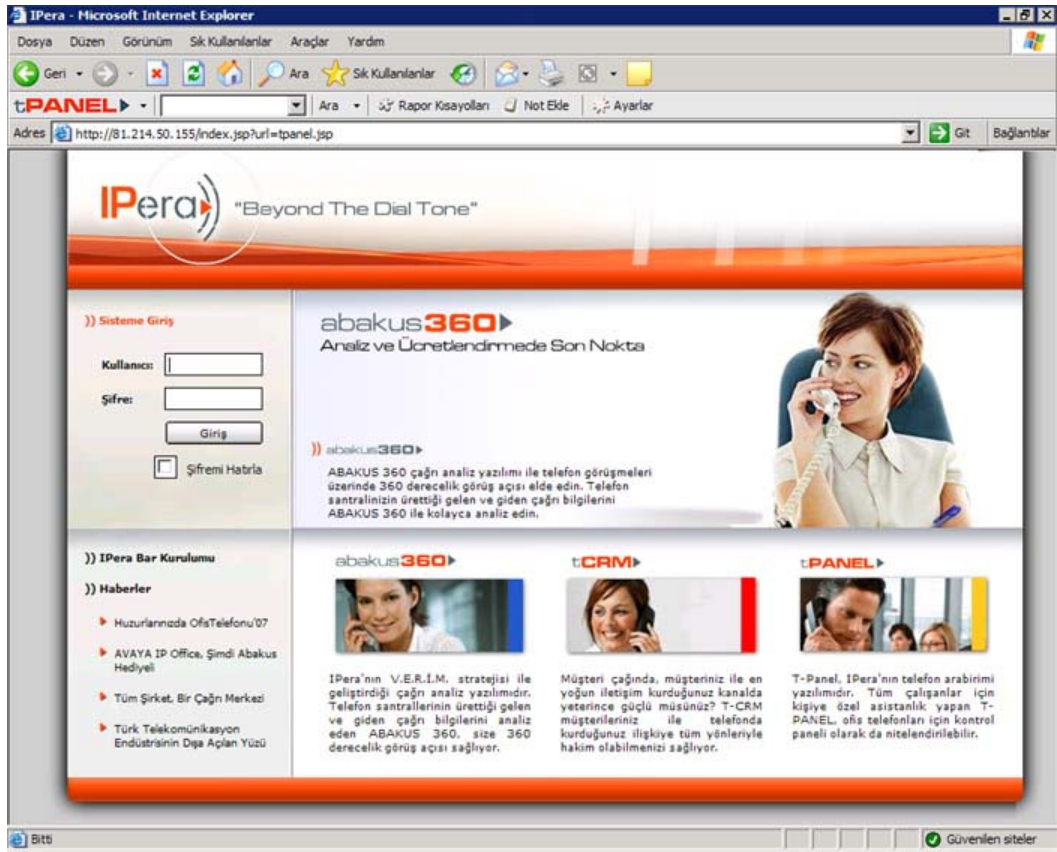 IPera - Microsoft Internet Explorer
Dosya Düzen Görünüm Sık Kullanılanlar Araçlar Yardım
Geri Ara Sık Kullanılanlar
tPANEL Ara Rapor Kısayolları Not Ekle Ayarlar
Adres http://81.214.50.155/index.jsp?url=tpanel.jsp Git Bağlantılar
IPera "Beyond The Dial Tone"
)) Sisteme Giriş
Kullanıcı:
Şifre:
Giriş
Şifremi Hatırla
abakus360
Analiz ve Ücretlendirmede Son Nokta
)) abakus360
ABAKUS 360 çağrı analiz yazılımı ile telefon görüşmeleri
üzerinde 360 derecelik görüş açısı elde edin. Telefon
santralinizin ürettiği gelen ve giden çağrı bilgilerini
ABAKUS 360 ile kolayca analiz edin.
)) IPera Bar Kurulumu
)) Haberler
Huzurlarınızda OfisTelefonu'07
AVAYA IP Office, Şimdi Abakus
Hediyeli
Tüm Şirket, Bir Çağrı Merkezi
Türk Telekomünikasyon
Endüstrisinin Dışa Açılan Yüzü
abakus360
IPera'nın V.E.R.İ.M. stratejisi ile
geliştirdiği çağrı analiz yazılımıdır.
Telefon santrallerinin ürettiği gelen
ve giden çağrı bilgilerini analiz
eden ABAKUS 360, size 360
derecelik görüş açısı sağlıyor.
tCRM
Müşteri çağında, müşteriniz ile en
yoğun iletişim kurduğunuz kanalda
yeterince güçlü müsünüz? T-CRM
müşterileriniz ile telefonda
kurduğunuz ilişkiye tüm yönleriyle
hakim olabilmenizi sağlıyor.
tPANEL
T-Panel, IPera'nın telefon arabirimi
yazılımıdır. Tüm çalışanlar için
kişiye özel asistanlık yapan T-
PANEL, ofis telefonları için kontrol
paneli olarak da nitelendirilebilir.
Bitti Güvenilen siteler